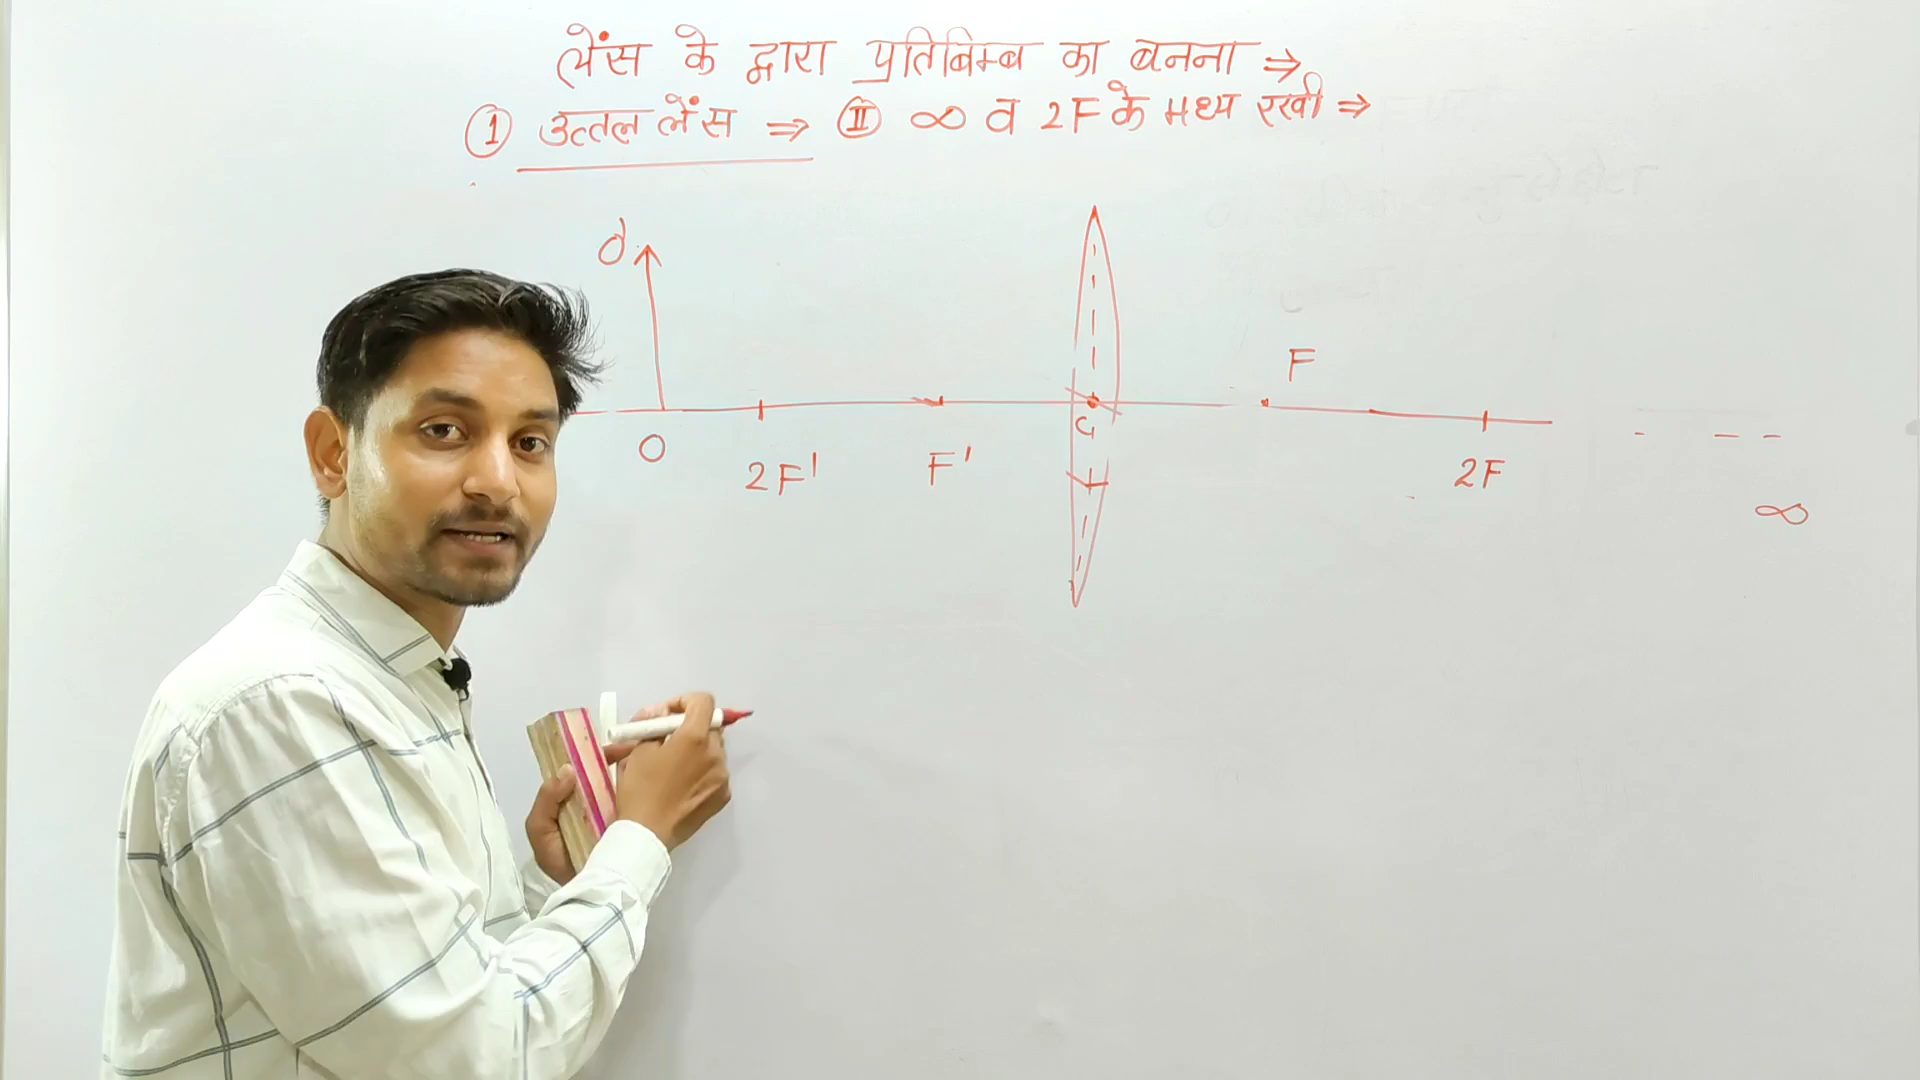 लेंस के द्वारा प्रतिबिम्ब का बनना ⇒
① उत्तल लेंस ⇒ Ⅱ ∞ व 2F के मध्य रखी ⇒
O'
F
O
2F'
F'
C
2F
∞